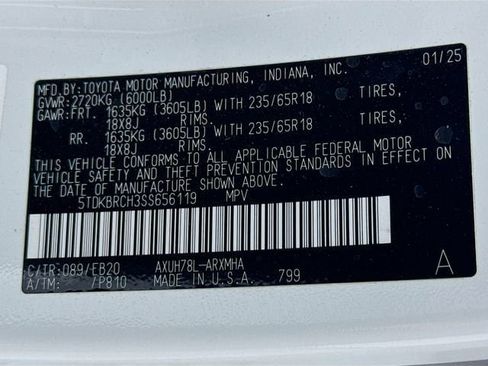 MFD.BY:TOYOTA MOTOR MANUFACTURING, INDIANA, INC. 01/25
GVWR:2720KG (6000LB)
GAWR:FRT. 1635KG (3605LB) WITH 235/65R18 TIRES,
18X8J RIMS.
RR. 1635KG (3605LB) WITH 235/65R18 TIRES,
18X8J RIMS.
THIS VEHICLE CONFORMS TO ALL APPLICABLE FEDERAL MOTOR
VEHICLE SAFETY AND THEFT PREVENTION STANDARDS IN EFFECT
ON THE DATE OF MANUFACTURE SHOWN ABOVE.
5TDKBRCH3SS656119 MPV
C/TR:089/EB20 AXUH78L-ARXMHA
A/TM: /P810 MADE IN U.S.A. 799 A